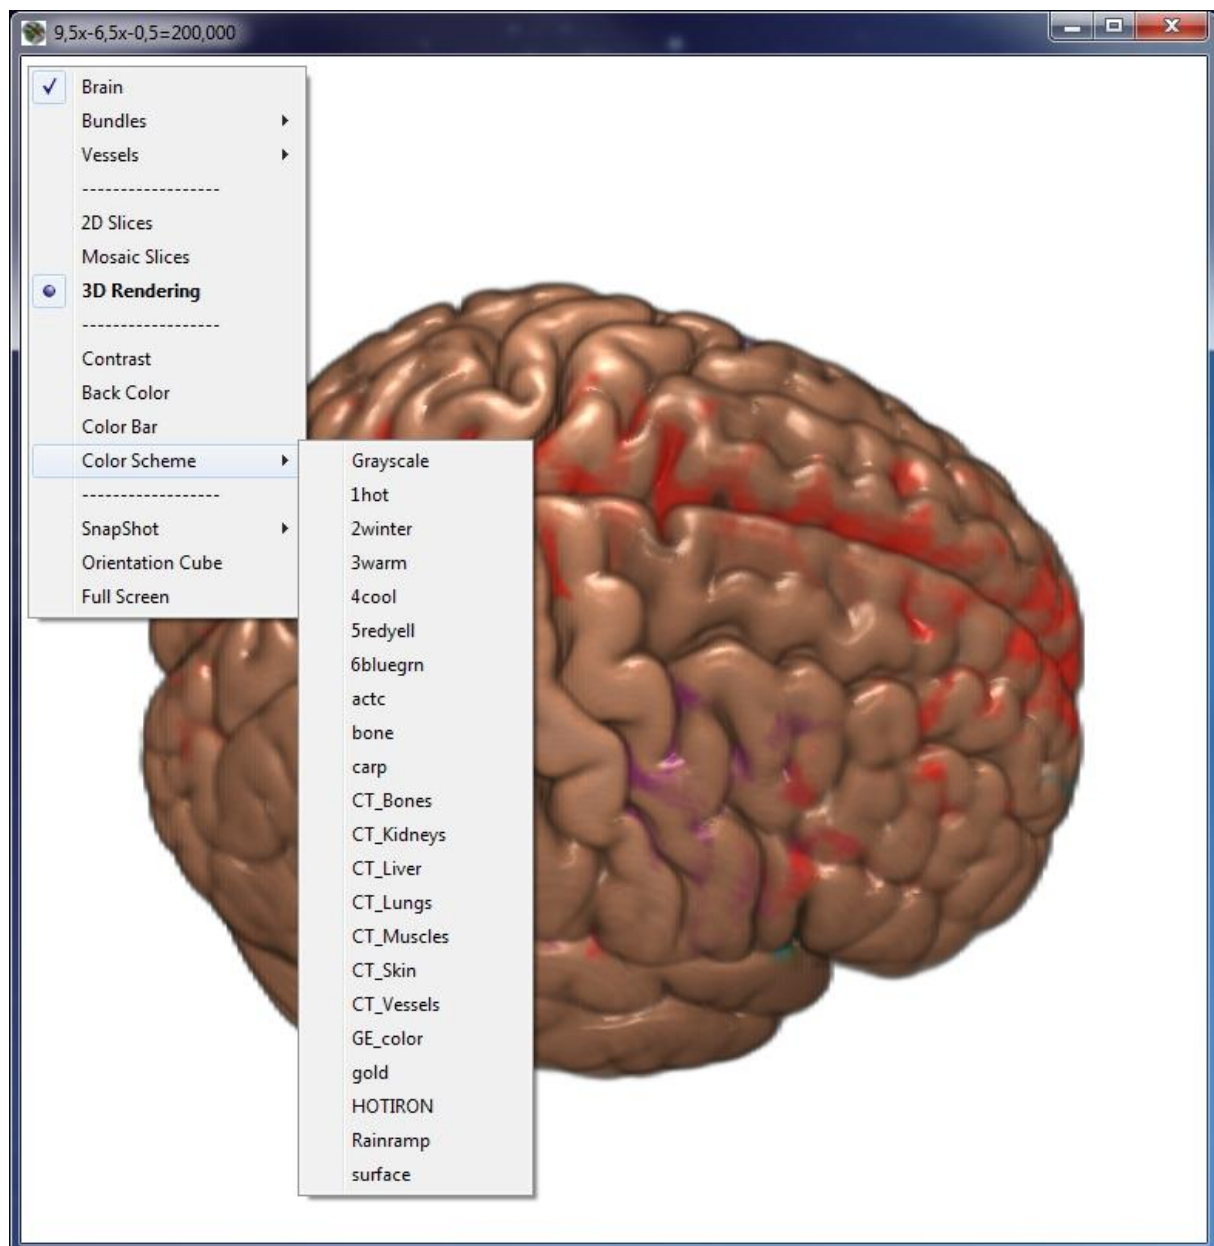 9,5x-6,5x-0,5=200,000
Brain
Bundles
Vessels
------------------
2D Slices
Mosaic Slices
3D Rendering
------------------
Contrast
Back Color
Color Bar
Color Scheme
------------------
SnapShot
Orientation Cube
Full Screen
Grayscale
1hot
2winter
3warm
4cool
5redyell
6bluegrn
actc
bone
carp
CT_Bones
CT_Kidneys
CT_Liver
CT_Lungs
CT_Muscles
CT_Skin
CT_Vessels
GE_color
gold
HOTIRON
Rainramp
surface